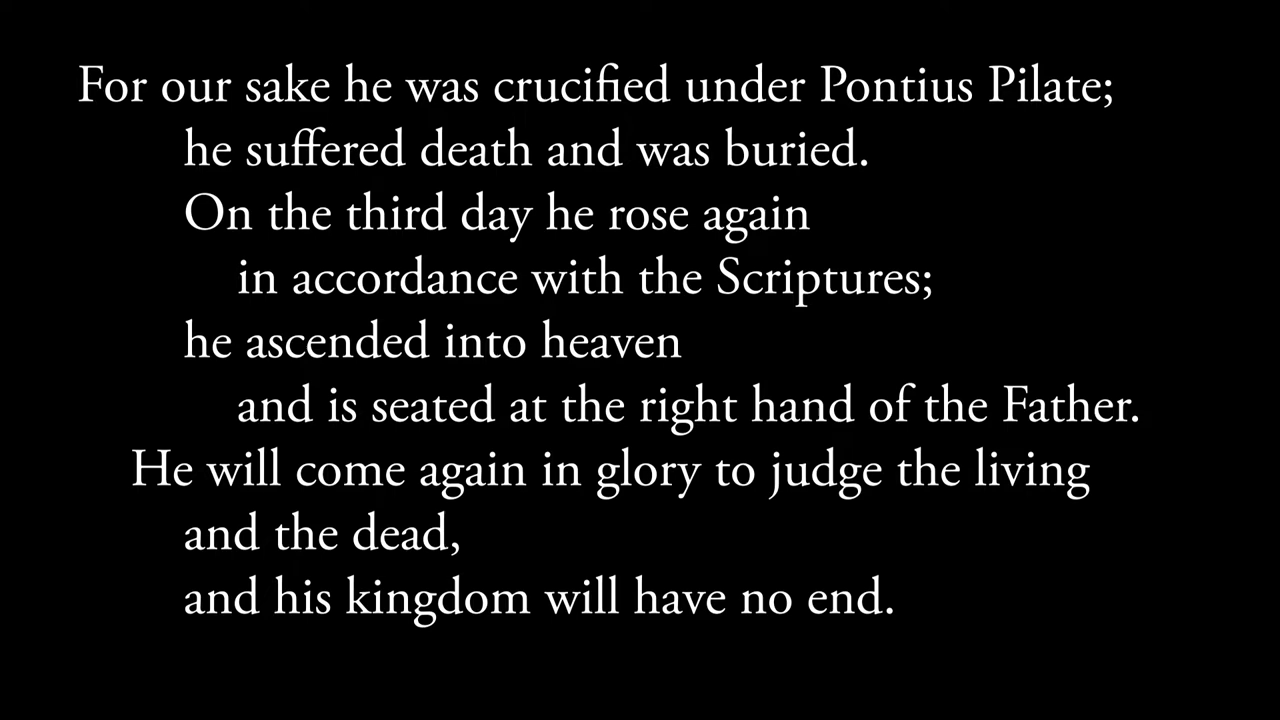 For our sake he was crucified under Pontius Pilate;
he suffered death and was buried.
On the third day he rose again
in accordance with the Scriptures;
he ascended into heaven
and is seated at the right hand of the Father.
He will come again in glory to judge the living
and the dead,
and his kingdom will have no end.